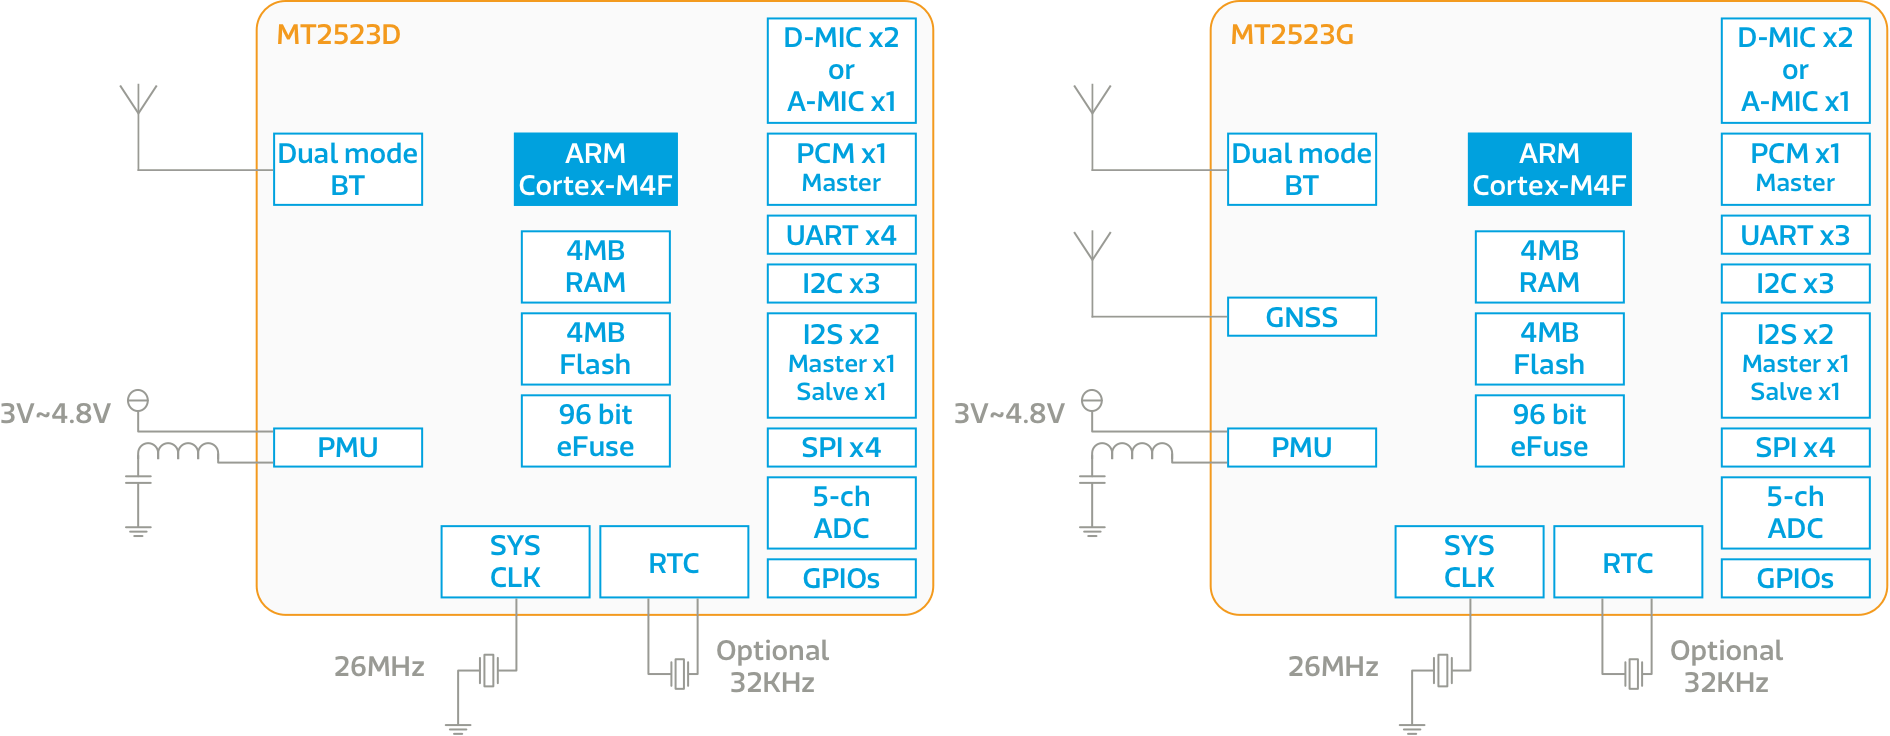 MT2523D
D-MIC x2
or
A-MIC x1
Dual mode
BT
ARM
Cortex-M4F
PCM x1
Master
UART x4
4MB
RAM
I2C x3
4MB
Flash
I2S x2
Master x1
Salve x1
3V~4.8V
96 bit
eFuse
PMU
SPI x4
5-ch
ADC
SYS
CLK
RTC
GPIOs
26MHz
Optional
32KHz
MT2523G
D-MIC x2
or
A-MIC x1
Dual mode
BT
ARM
Cortex-M4F
PCM x1
Master
UART x3
4MB
RAM
I2C x3
GNSS
4MB
Flash
I2S x2
Master x1
Salve x1
3V~4.8V
96 bit
eFuse
PMU
SPI x4
5-ch
ADC
SYS
CLK
RTC
GPIOs
26MHz
Optional
32KHz